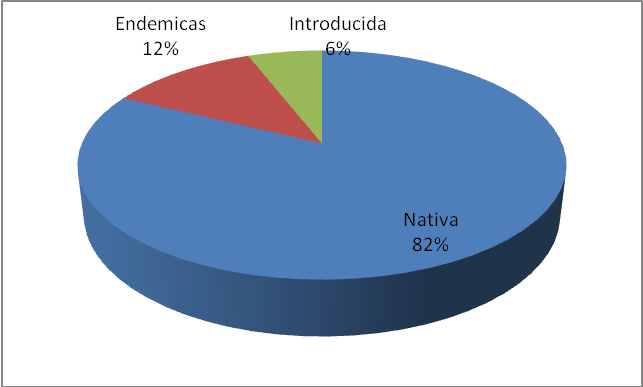 Endemicas
12%
Introducida
6%
Nativa
82%